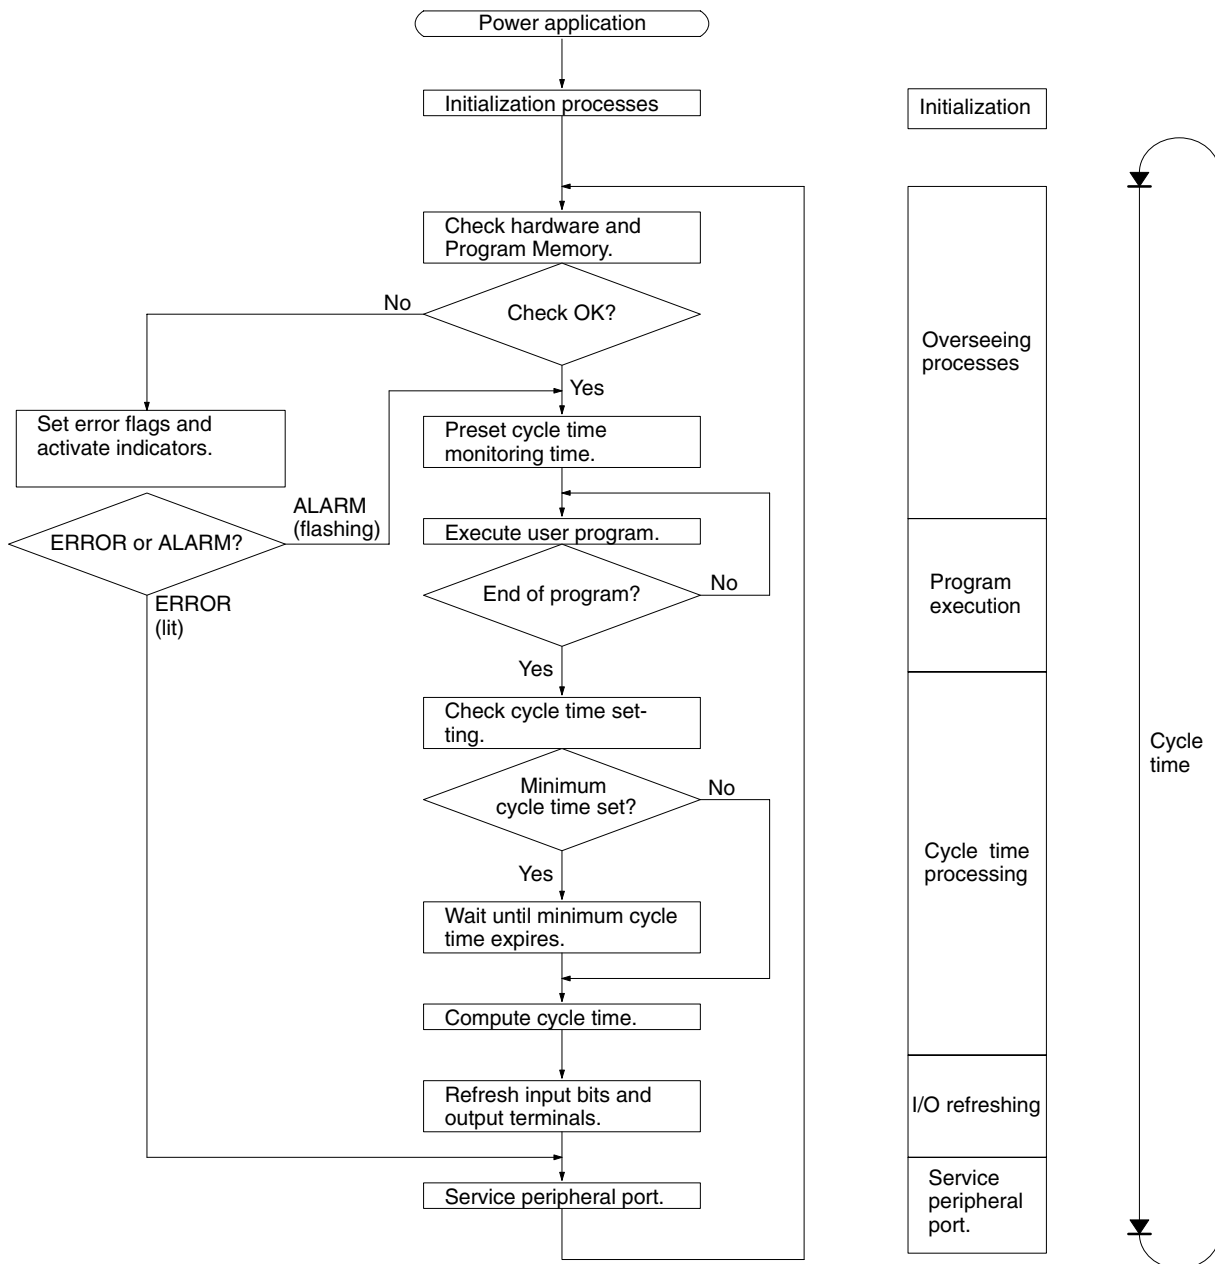 Power application
Initialization processes
Initialization
Check hardware and
Program Memory.
No
Check OK?
Overseeing
processes
Yes
Set error flags and
activate indicators.
Preset cycle time
monitoring time.
ALARM
(flashing)
ERROR or ALARM?
Execute user program.
No
End of program?
Program
execution
ERROR
(lit)
Yes
Check cycle time set-
ting.
Cycle
time
No
Minimum
cycle time set?
Cycle time
processing
Yes
Wait until minimum cycle
time expires.
Compute cycle time.
Refresh input bits and
output terminals.
I/O refreshing
Service peripheral port.
Service
peripheral
port.